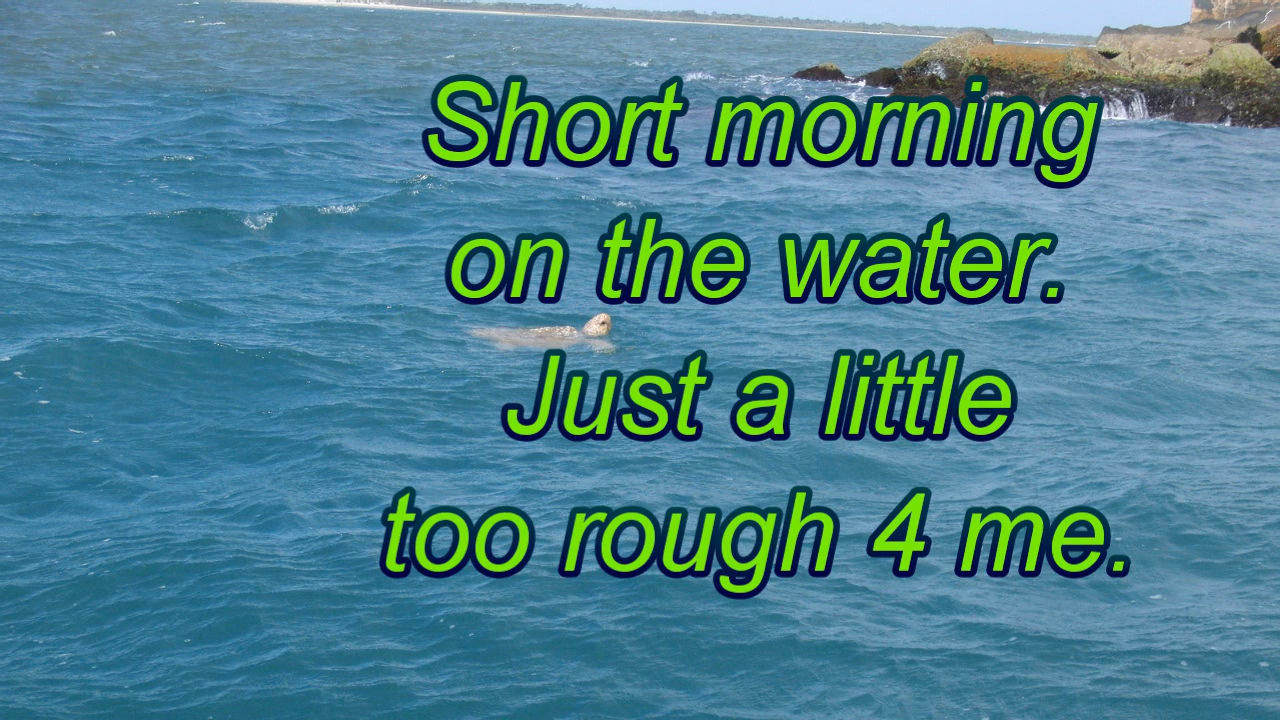 Short morning
on the water.
Just a little
too rough 4 me.